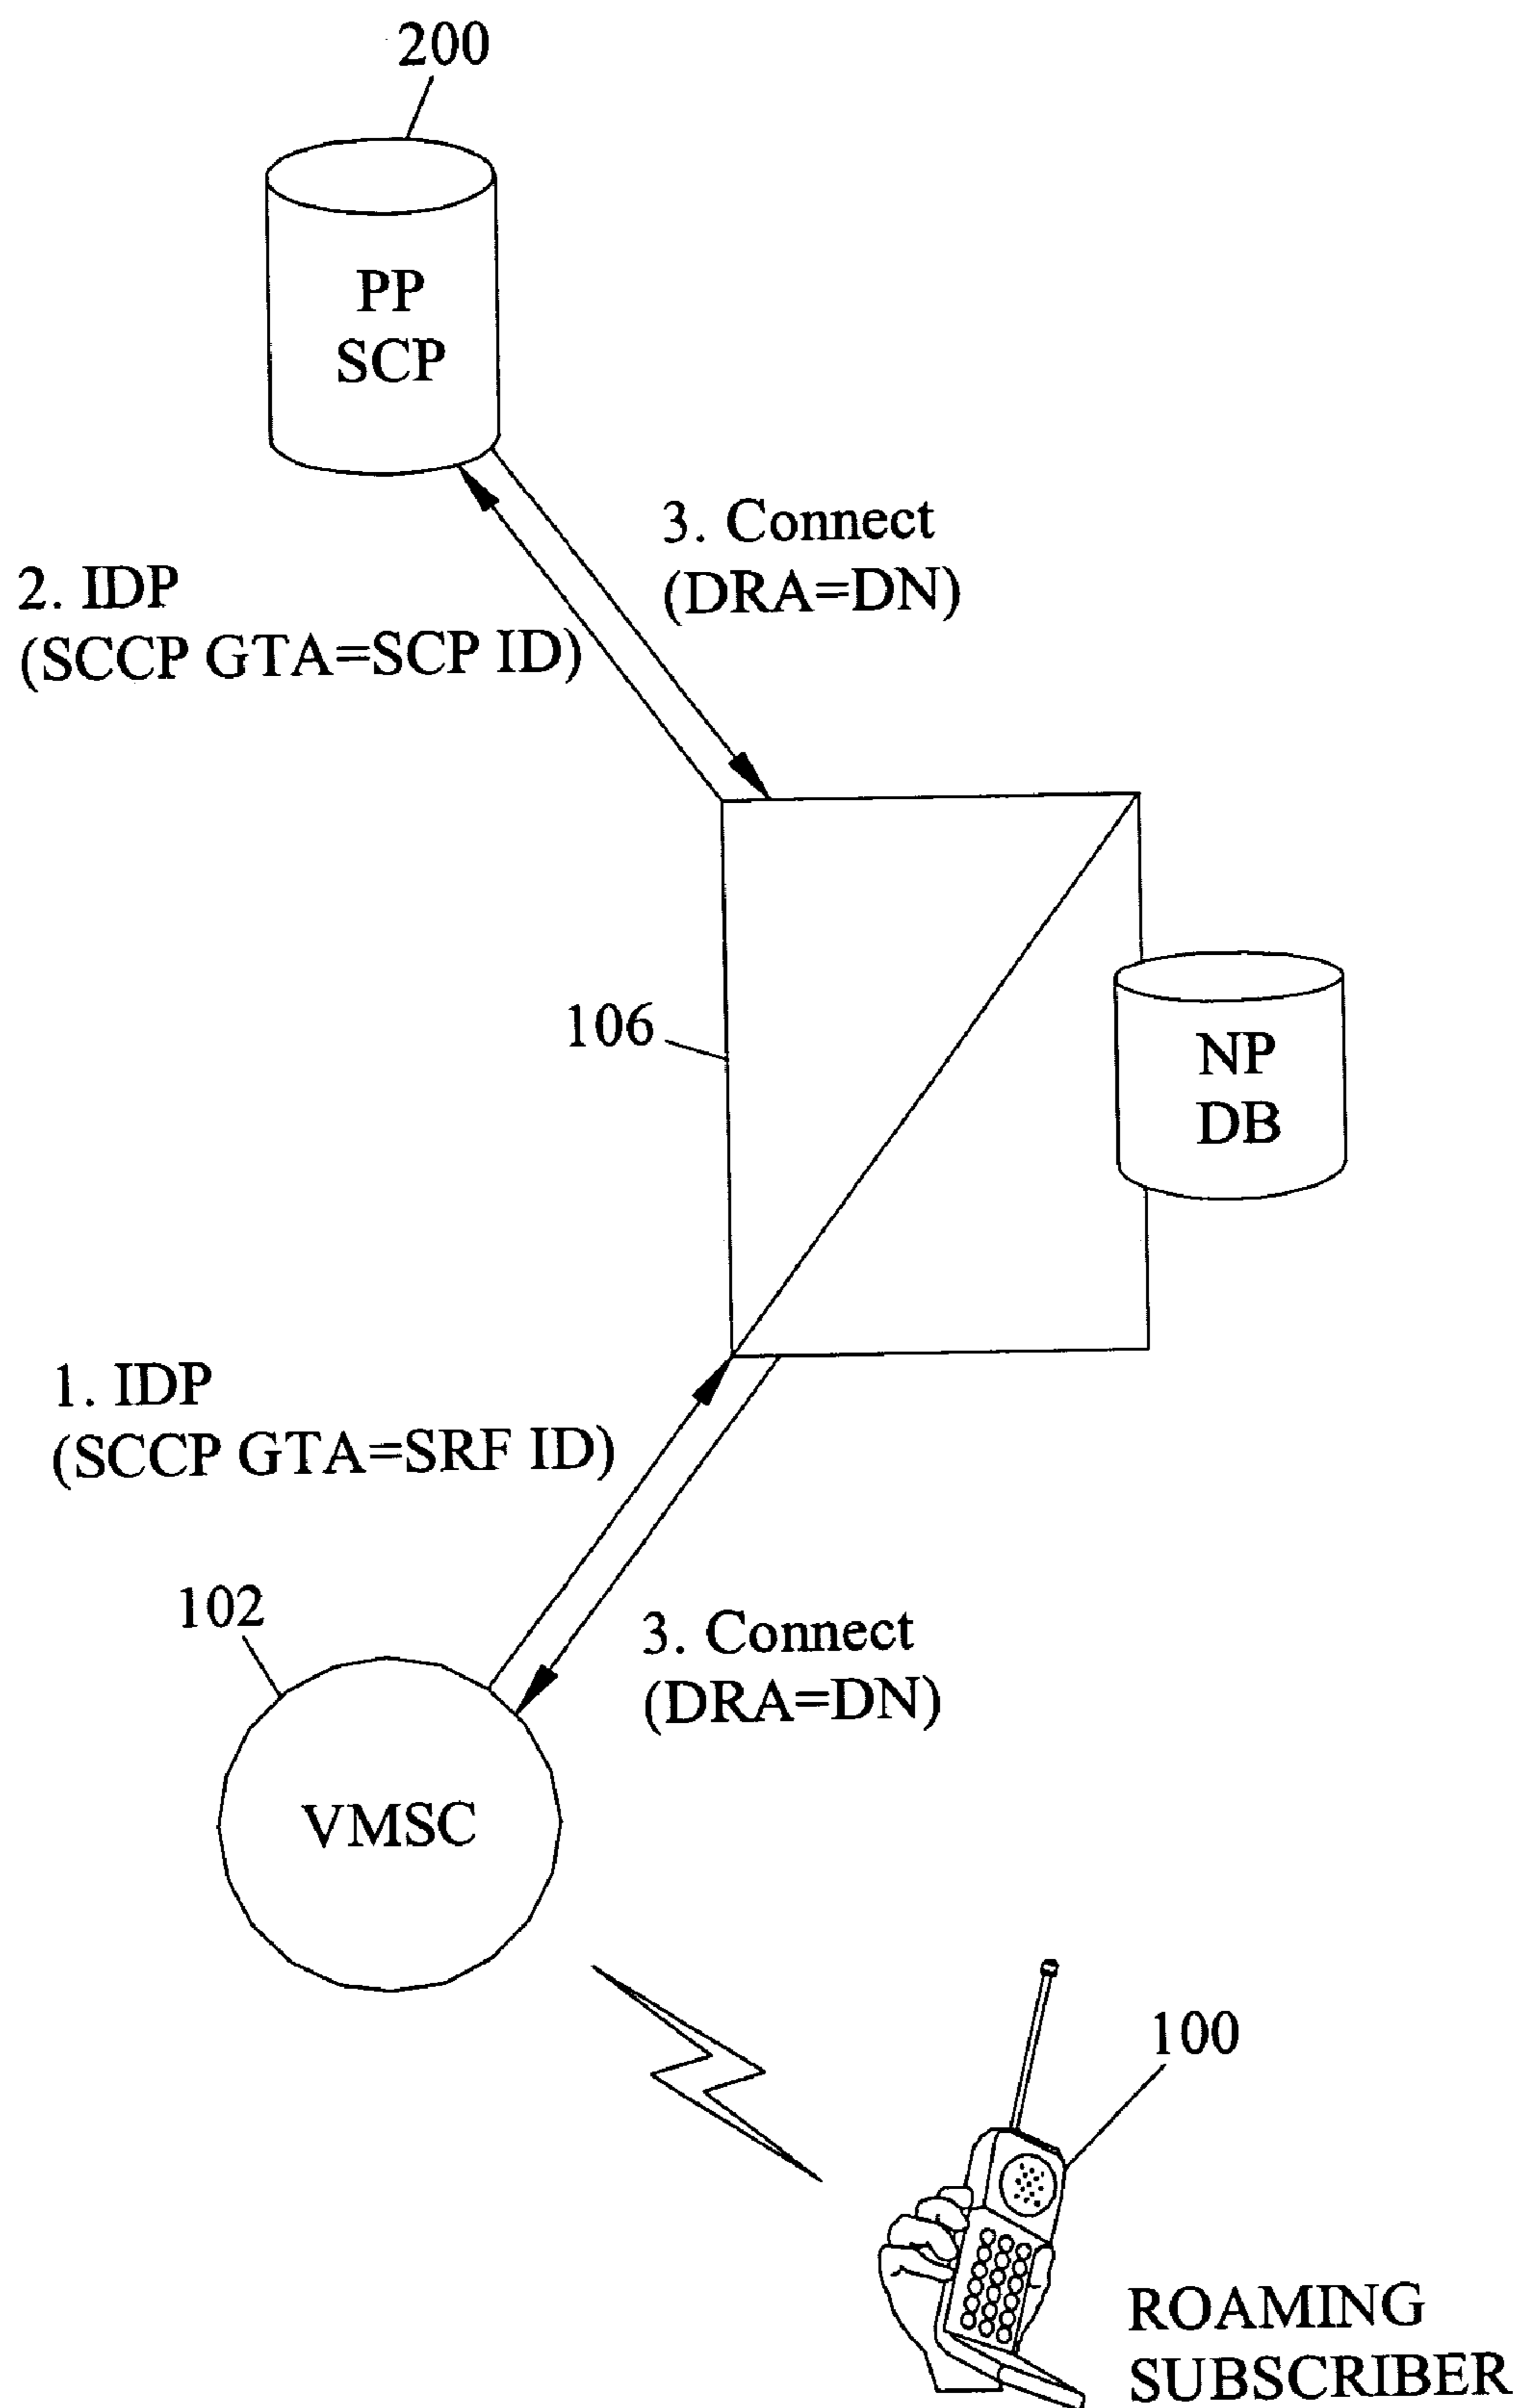 200
PP
SCP
3. Connect
(DRA=DN)
2. IDP
(SCCP GTA=SCP ID)
106
NP
DB
1. IDP
(SCCP GTA=SRF ID)
102
3. Connect
(DRA=DN)
VMSC
100
ROAMING
SUBSCRIBER